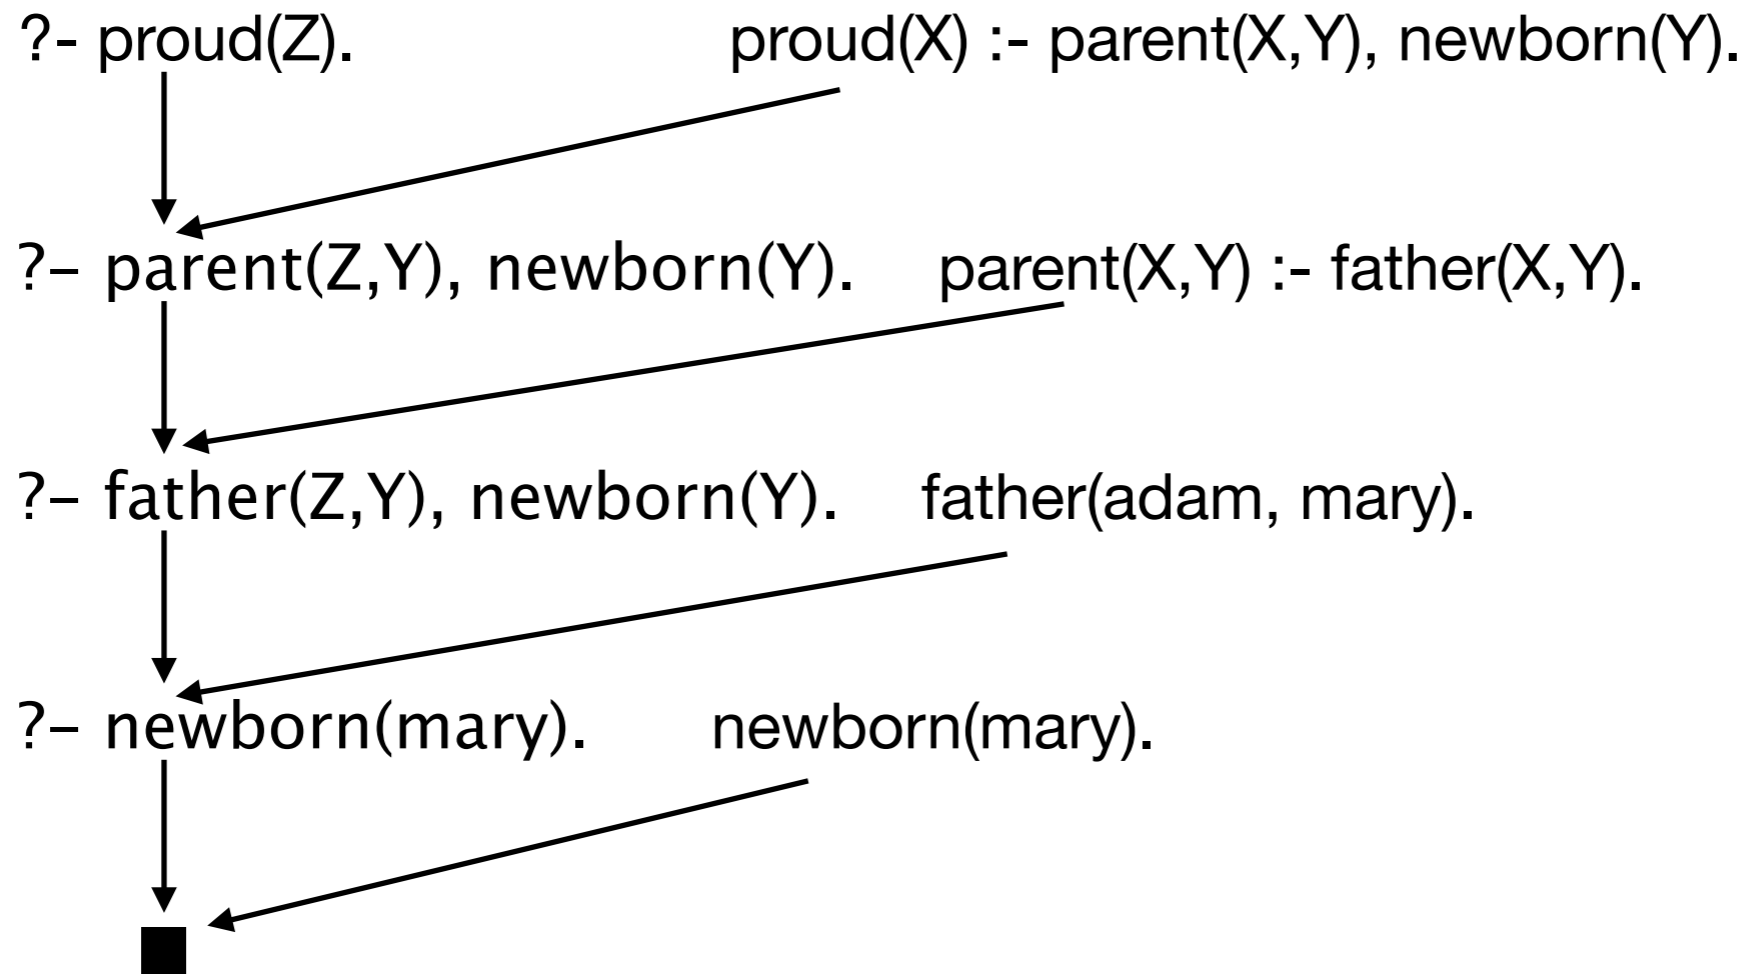 ?- proud(Z). proud(X) :- parent(X,Y), newborn(Y).
?– parent(Z,Y), newborn(Y). parent(X,Y) :- father(X,Y).
?– father(Z,Y), newborn(Y). father(adam, mary).
?– newborn(mary). newborn(mary).